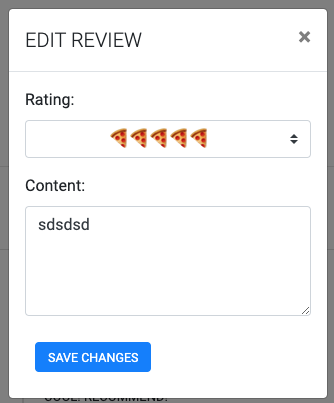 EDIT REVIEW ×
Rating:
🍕🍕🍕🍕🍕
Content:
sdsdsd
SAVE CHANGES